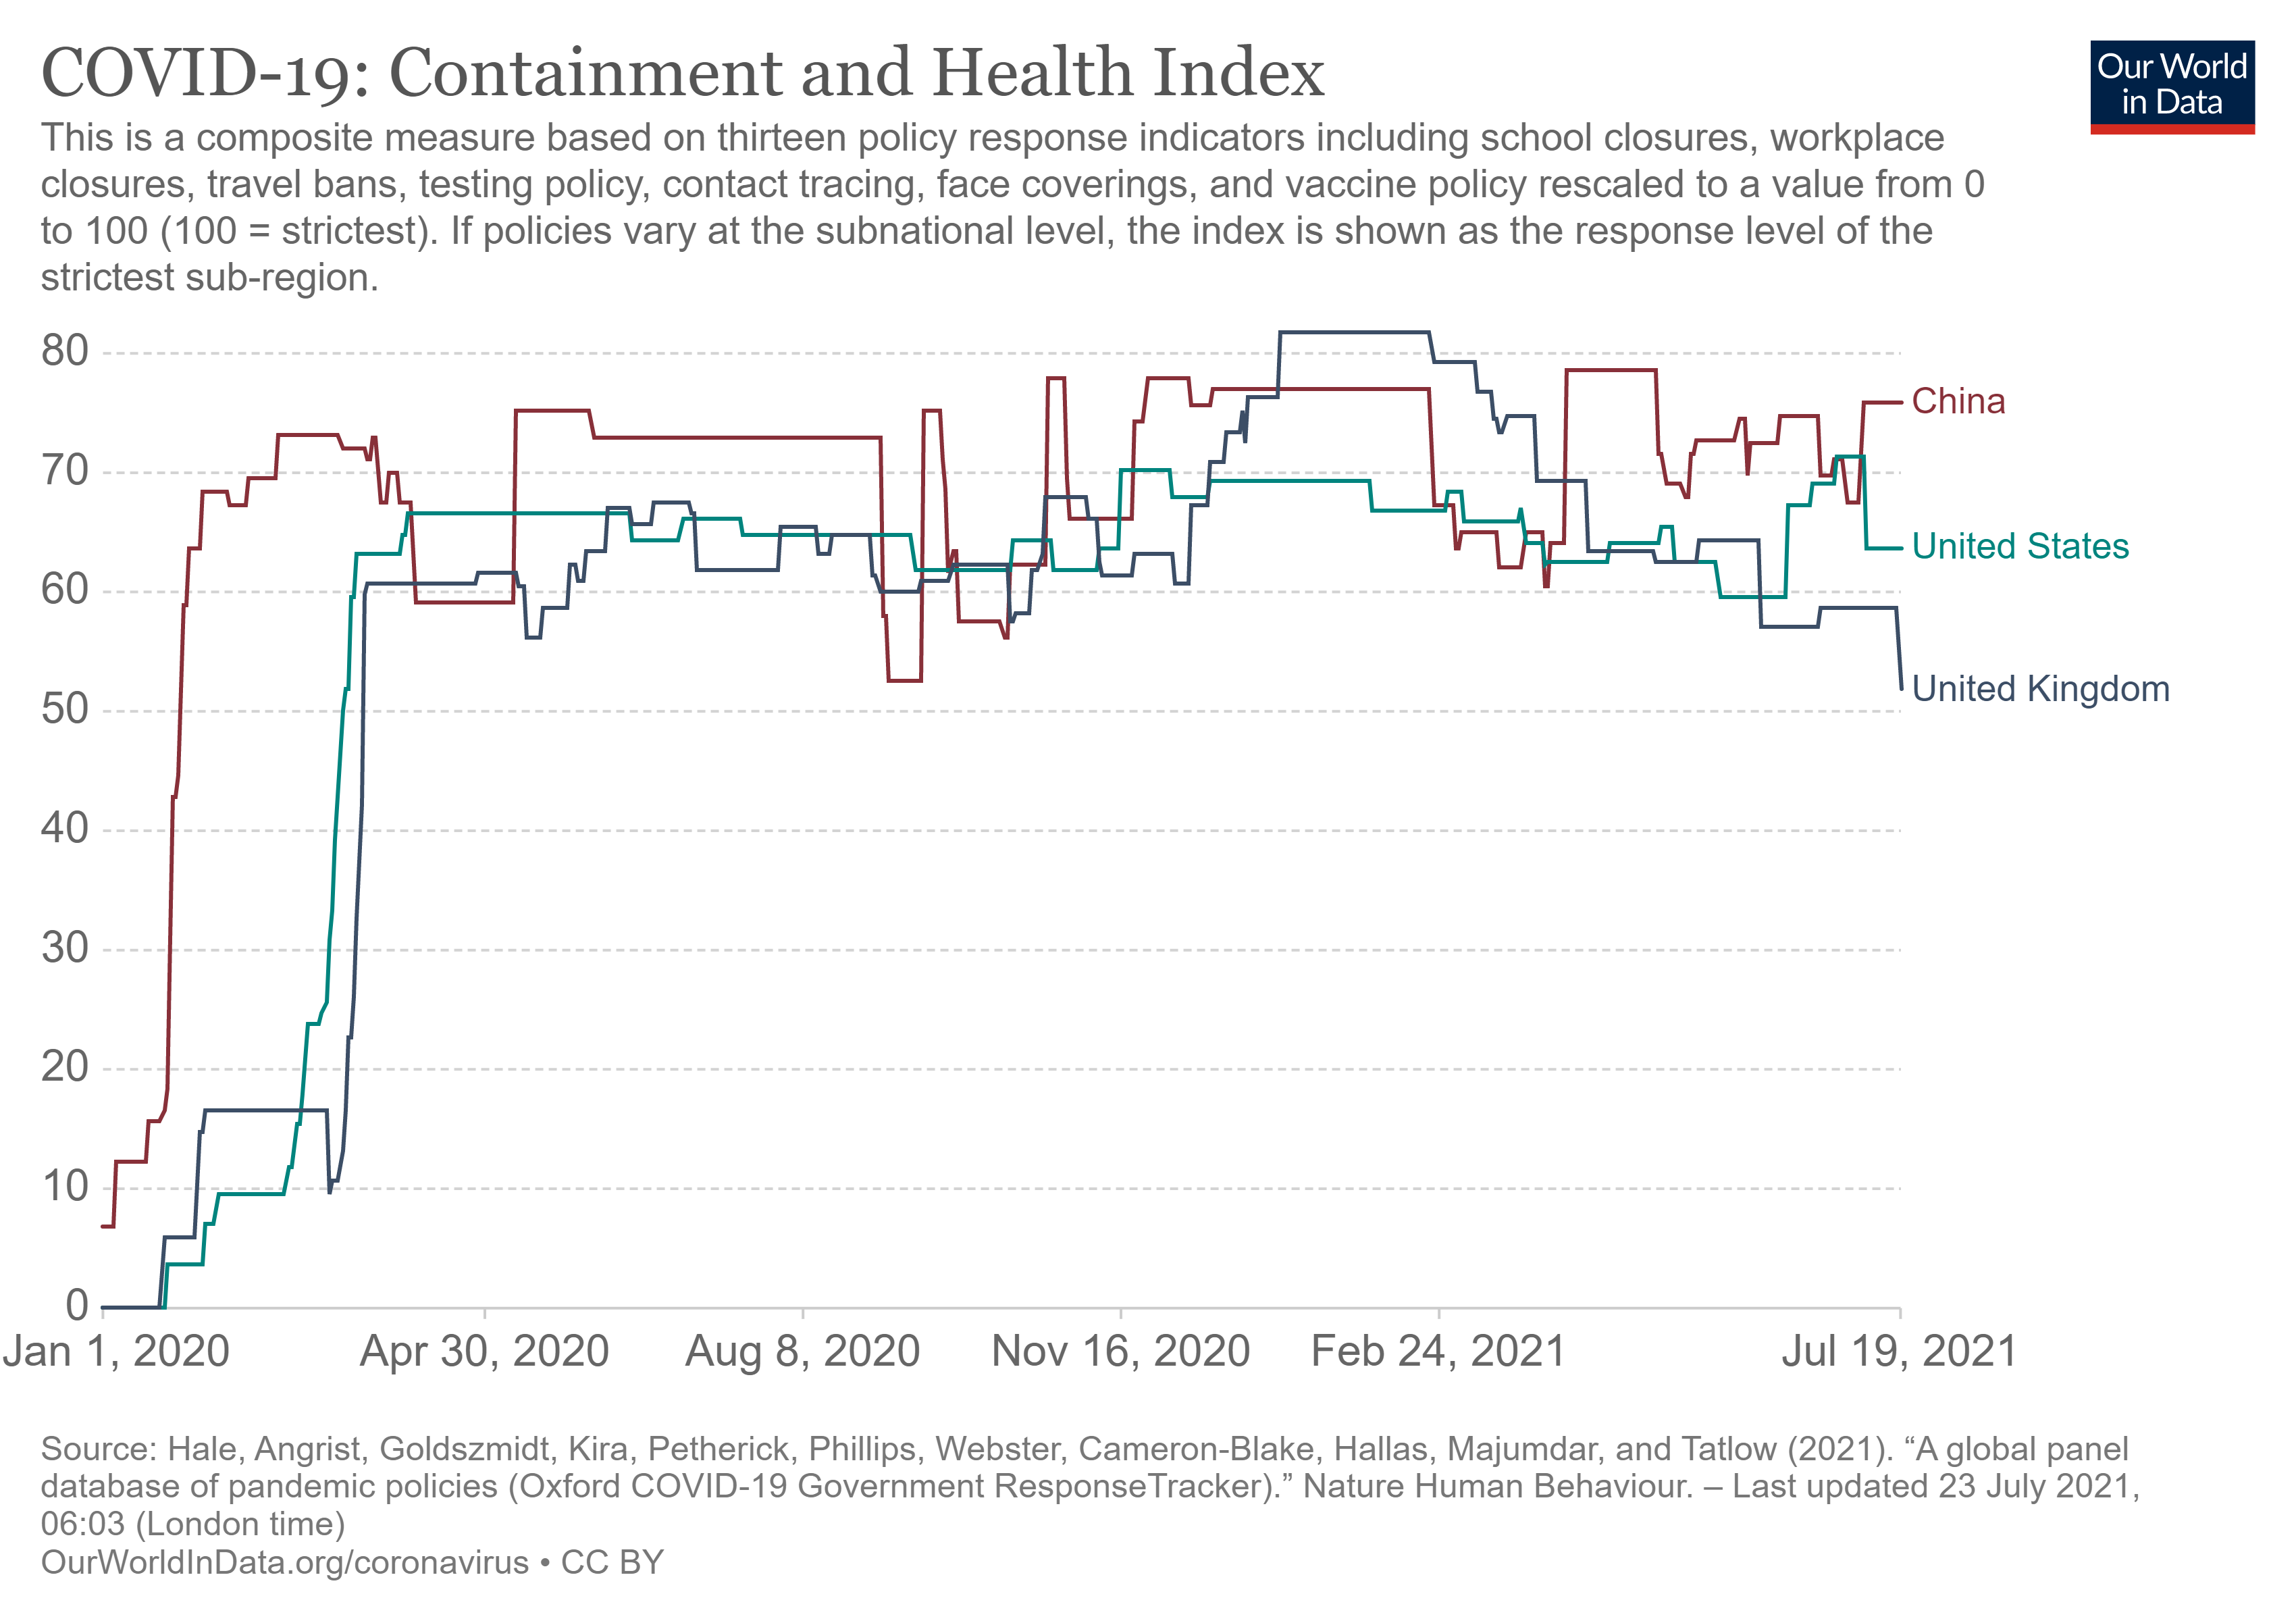 COVID-19: Containment and Health Index
Our World
in Data
This is a composite measure based on thirteen policy response indicators including school closures, workplace
closures, travel bans, testing policy, contact tracing, face coverings, and vaccine policy rescaled to a value from 0
to 100 (100 = strictest). If policies vary at the subnational level, the index is shown as the response level of the
strictest sub-region.
80
70
60
50
40
30
20
10
0
China
United States
United Kingdom
Jan 1, 2020
Apr 30, 2020
Aug 8, 2020
Nov 16, 2020
Feb 24, 2021
Jul 19, 2021
Source: Hale, Angrist, Goldszmidt, Kira, Petherick, Phillips, Webster, Cameron-Blake, Hallas, Majumdar, and Tatlow (2021). “A global panel
database of pandemic policies (Oxford COVID-19 Government ResponseTracker).” Nature Human Behaviour. – Last updated 23 July 2021,
06:03 (London time)
OurWorldInData.org/coronavirus • CC BY